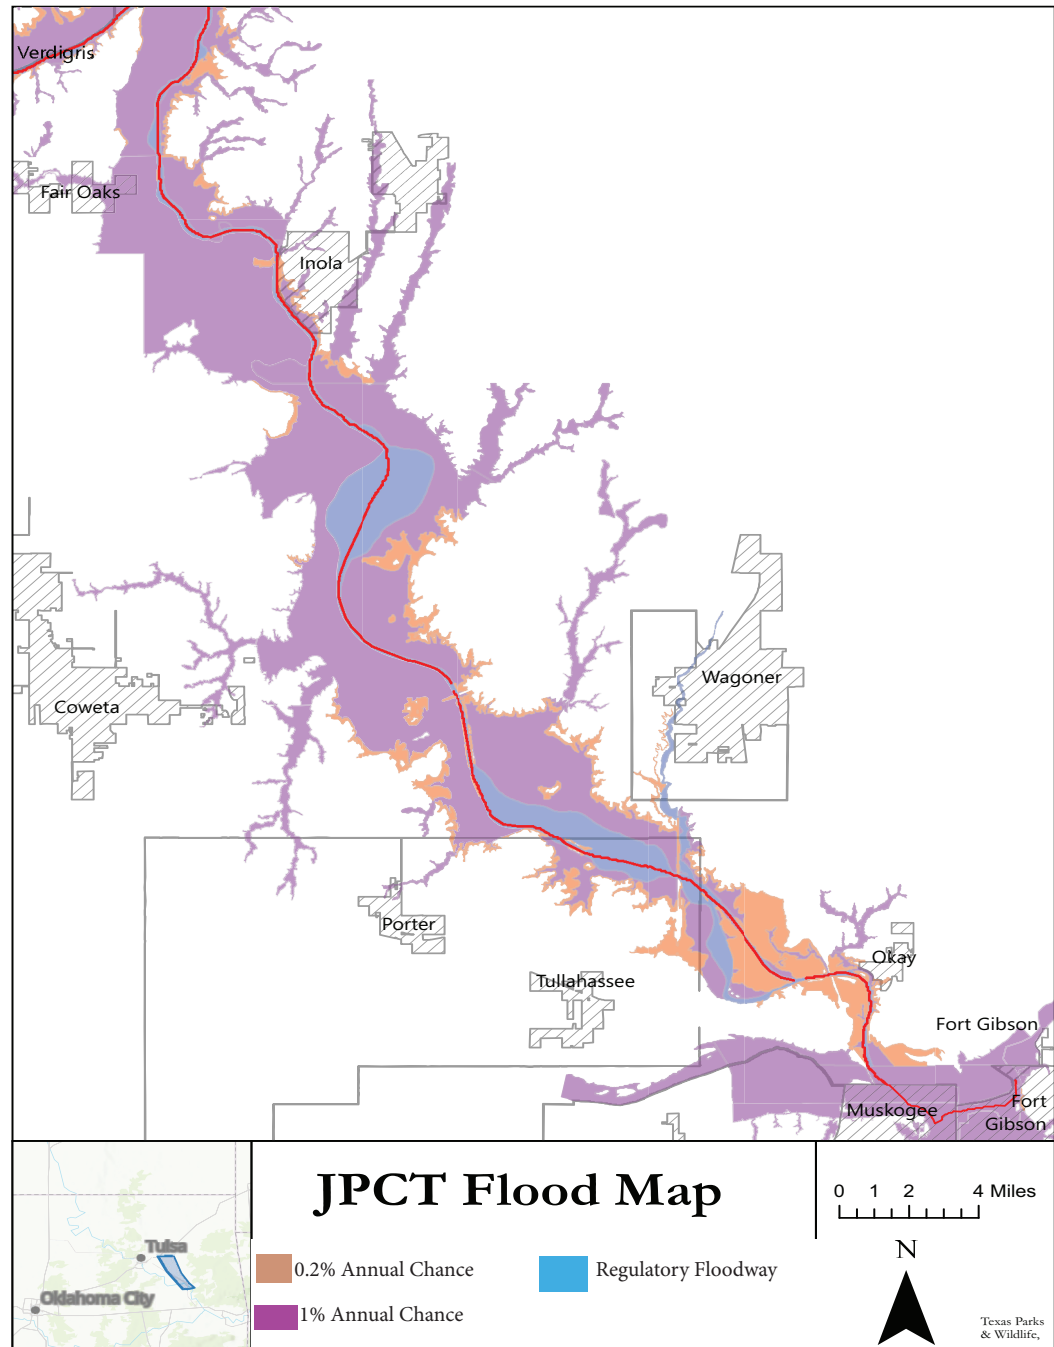 Verdigris
Fair Oaks
Inola
Wagoner
Coweta
Porter
Okay
Tullahassee
Fort Gibson
Muskogee
Fort
Gibson
JPCT Flood Map
0 1 2 4 Miles
N
Tulsa
Oklahoma City
0.2% Annual Chance
Regulatory Floodway
1% Annual Chance
Texas Parks
& Wildlife,